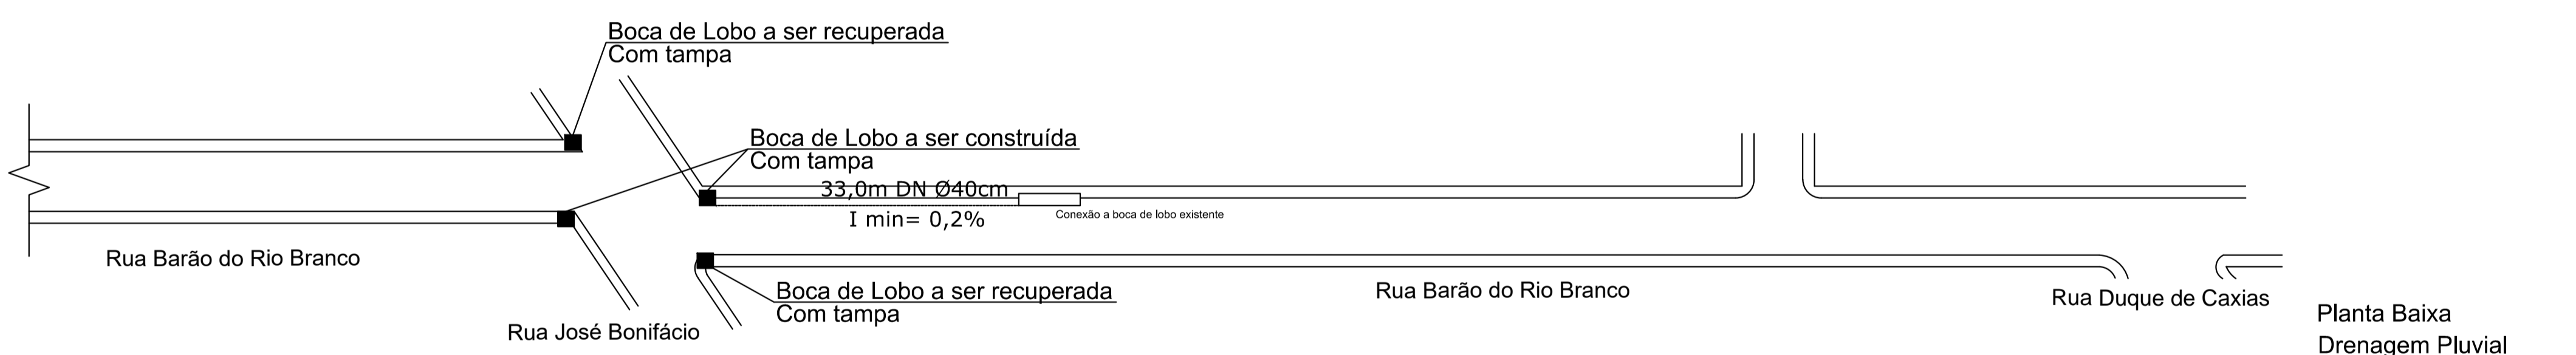 Boca de Lobo a ser recuperada
Com tampa
Boca de Lobo a ser construída
Com tampa
33,0m DN Ø40cm
I min= 0,2%
Conexão a boca de lobo existente
Rua Barão do Rio Branco
Boca de Lobo a ser recuperada
Com tampa
Rua Barão do Rio Branco
Rua Duque de Caxias
Rua José Bonifácio
Planta Baixa
Drenagem Pluvial